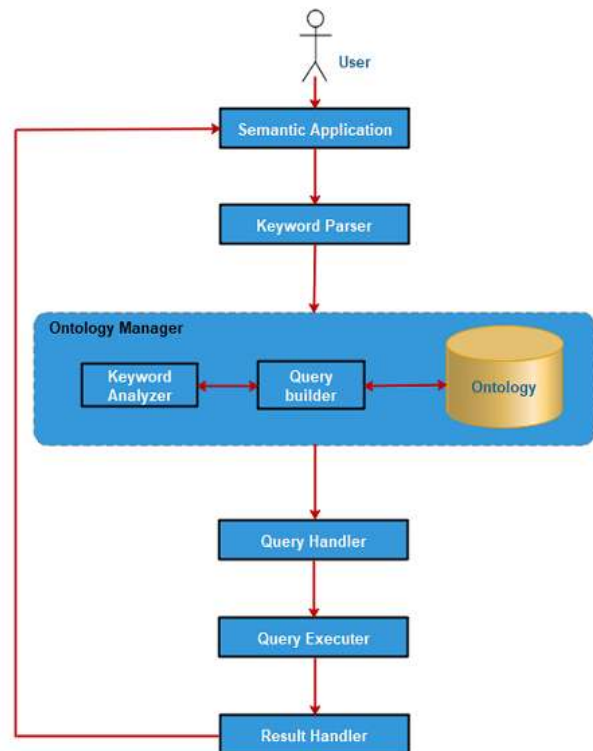 User
Semantic Application
Keyword Parser
Ontology Manager
Keyword
Analyzer
Query
builder
Ontology
Query Handler
Query Executer
Result Handler